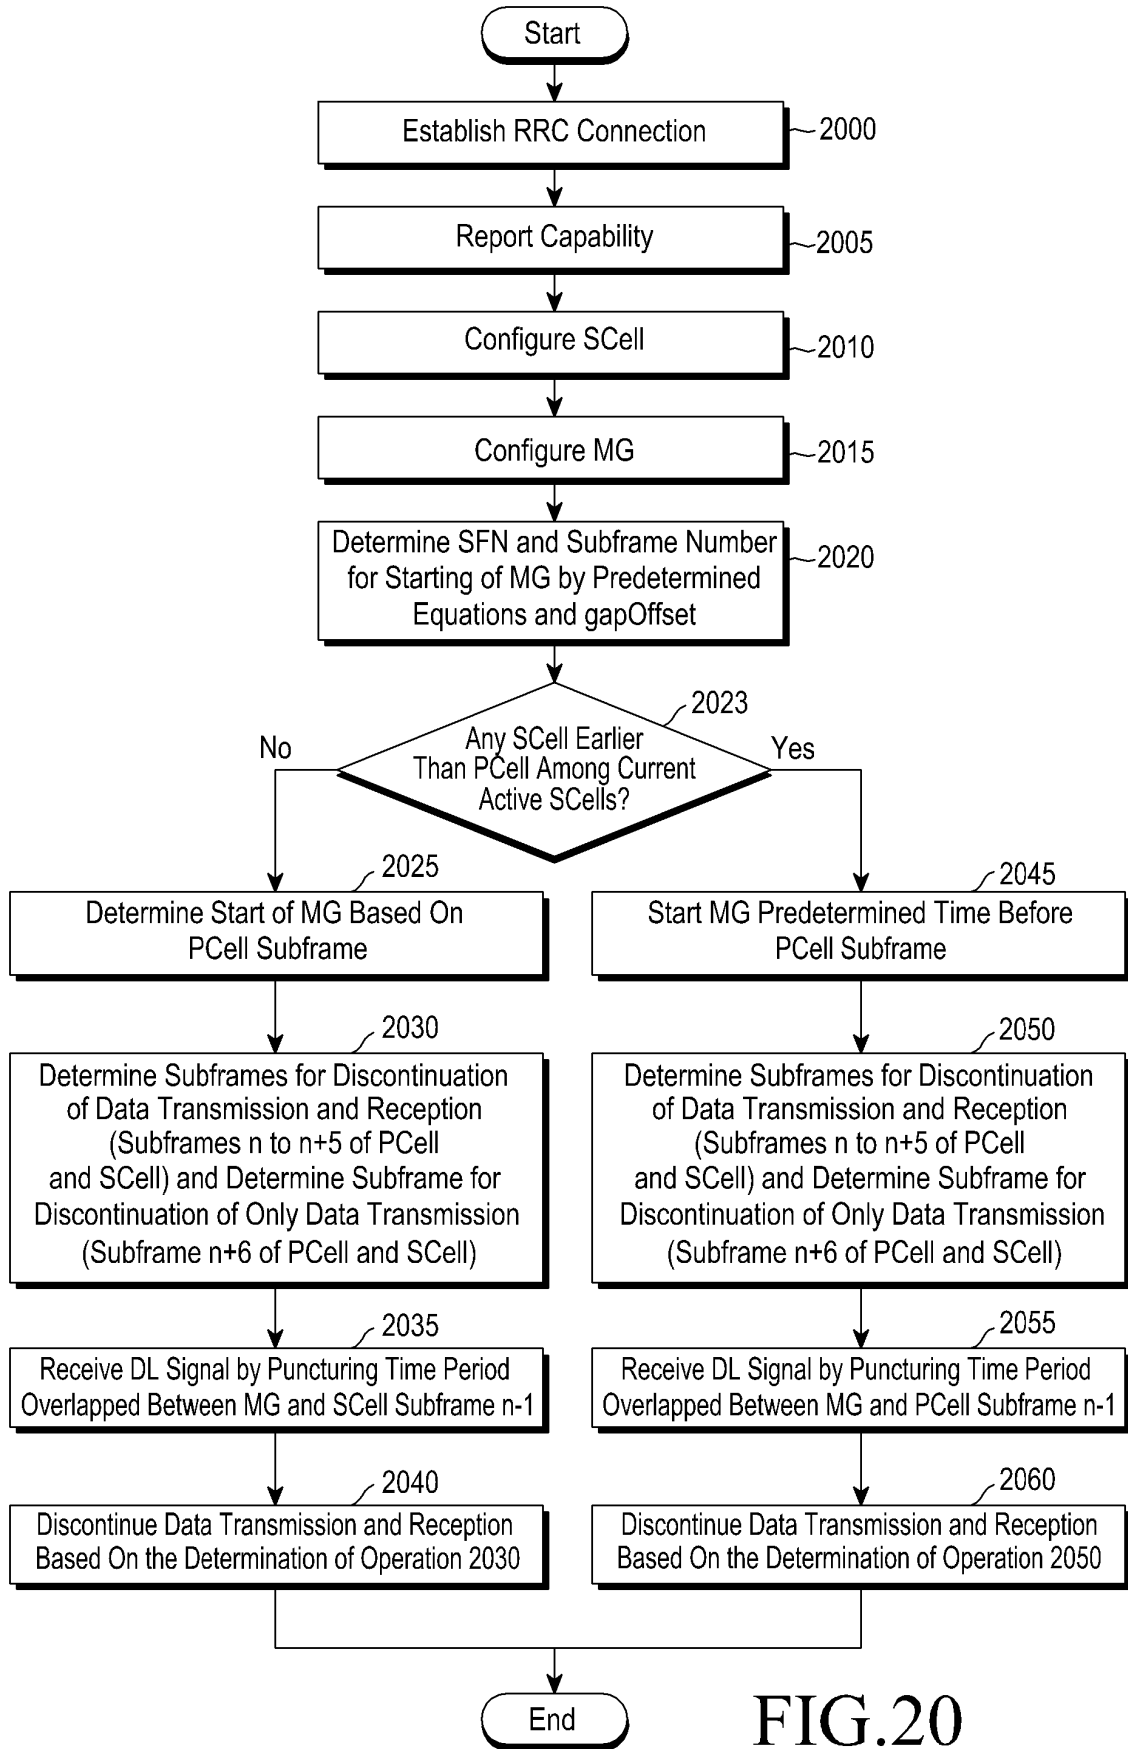 Start
Establish RRC Connection
2000
Report Capability
2005
Configure SCell
2010
Configure MG
2015
Determine SFN and Subframe Number
for Starting of MG by Predetermined
Equations and gapOffset
2020
2023
Any SCell Earlier
Than PCell Among Current
Active SCells?
No
Yes
2025
Determine Start of MG Based On
PCell Subframe
2030
Determine Subframes for Discontinuation
of Data Transmission and Reception
(Subframes n to n+5 of PCell
and SCell) and Determine Subframe for
Discontinuation of Only Data Transmission
(Subframe n+6 of PCell and SCell)
2035
Receive DL Signal by Puncturing Time Period
Overlapped Between MG and SCell Subframe n-1
2040
Discontinue Data Transmission and Reception
Based On the Determination of Operation 2030
2045
Start MG Predetermined Time Before
PCell Subframe
2050
Determine Subframes for Discontinuation
of Data Transmission and Reception
(Subframes n to n+5 of PCell
and SCell) and Determine Subframe for
Discontinuation of Only Data Transmission
(Subframe n+6 of PCell and SCell)
2055
Receive DL Signal by Puncturing Time Period
Overlapped Between MG and PCell Subframe n-1
2060
Discontinue Data Transmission and Reception
Based On the Determination of Operation 2050
End
FIG.20